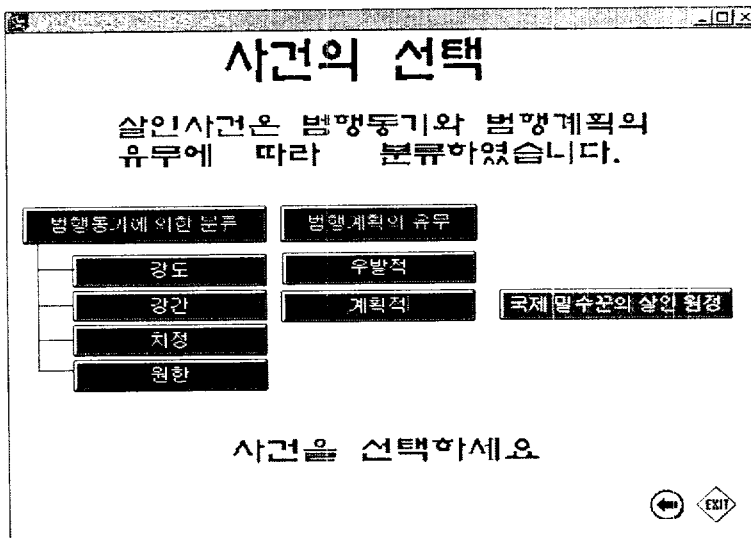 사건의 선택
살인사건은 범행동기와 범행계획의
유무에 따라 분류하였습니다.
범행동기에 의한 분류
범행계획의 유무
강도
우발적
강간
계획적
국제 밀수꾼의 살인 원정
치정
원한
사건을 선택하세요
EXIT